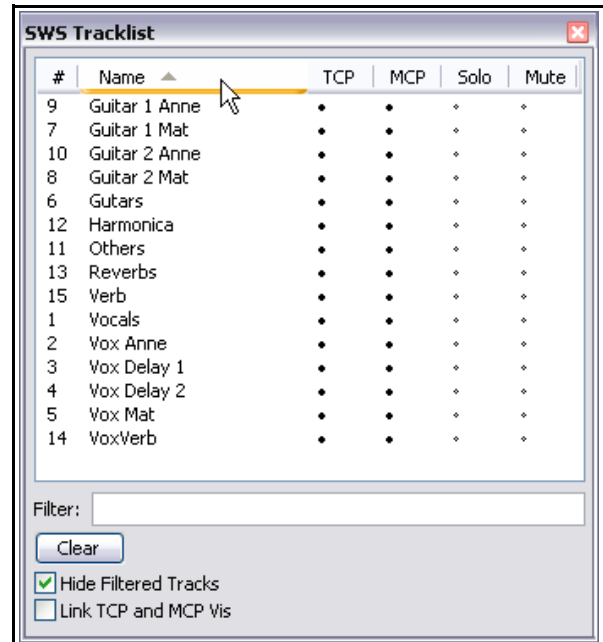 SWS Tracklist
# Name TCP MCP Solo Mute
9 Guitar 1 Anne
7 Guitar 1 Mat
10 Guitar 2 Anne
8 Guitar 2 Mat
6 Gutars
12 Harmonica
11 Others
13 Reverbs
15 Verb
1 Vocals
2 Vox Anne
3 Vox Delay 1
4 Vox Delay 2
5 Vox Mat
14 VoxVerb
Filter:
Clear
Hide Filtered Tracks
Link TCP and MCP Vis